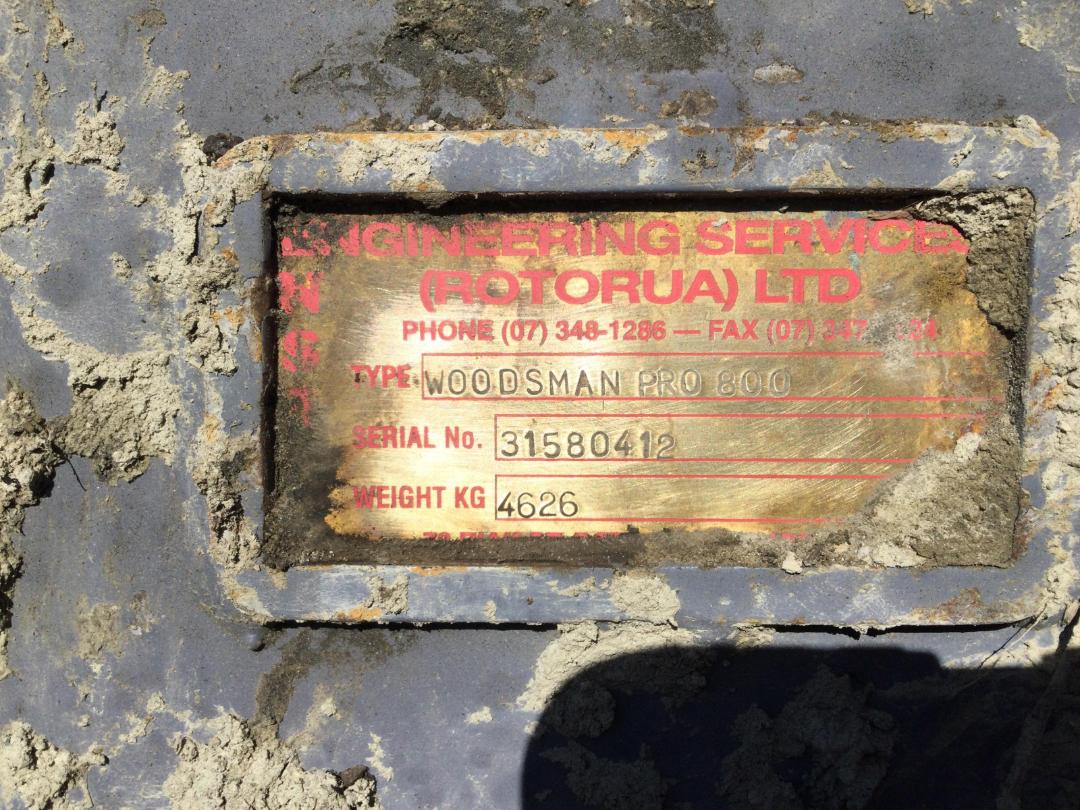 ENGINEERING SERVICES
(ROTORUA) LTD
PHONE (07) 348-1286 — FAX (07) 347
TYPE WOODSMAN PRO 800
SERIAL No. 31580412
WEIGHT KG 4626